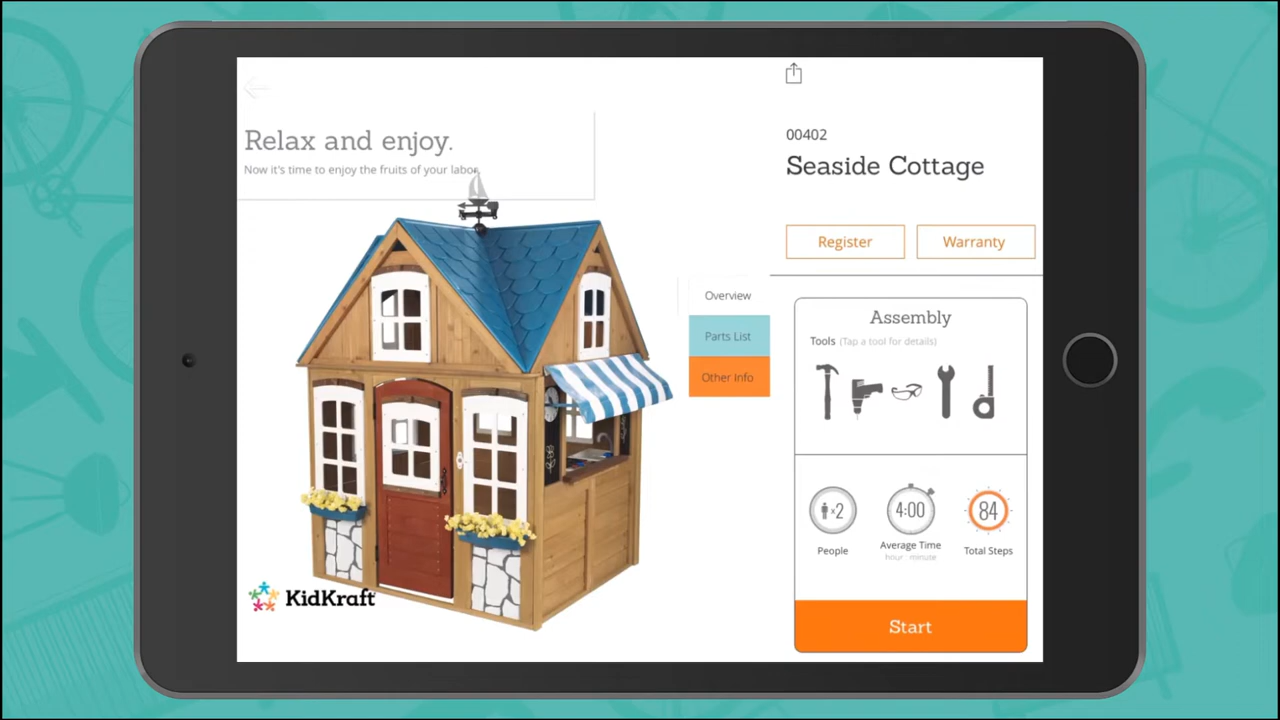 Relax and enjoy.
Now it's time to enjoy the fruits of your labor.
KidKraft
00402
Seaside Cottage
Register
Warranty
Overview
Parts List
Other Info
Assembly
Tools (Tap a tool for details)
x2
4:00
84
People
Average Time
hour : minute
Total Steps
Start